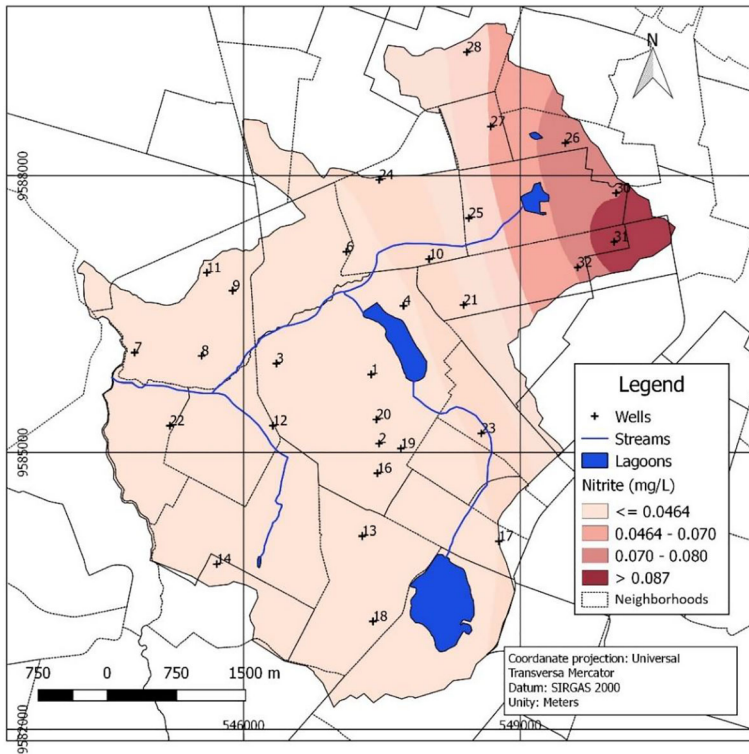 28
N
27
26
9588000
24
30
25
31
6
10
32
11
9
4
21
7
8
3
1
Legend
Wells
Streams
Lagoons
Nitrite (mg/L)
<= 0.0464
0.0464 - 0.070
0.070 - 0.080
> 0.087
Neighborhoods
22
12
20
23
2
19
9585000
16
13
17
14
18
750 0 750 1500 m
Coordanate projection: Universal
Transversa Mercator
Datum: SIRGAS 2000
Unity: Meters
546000
549000
9582000